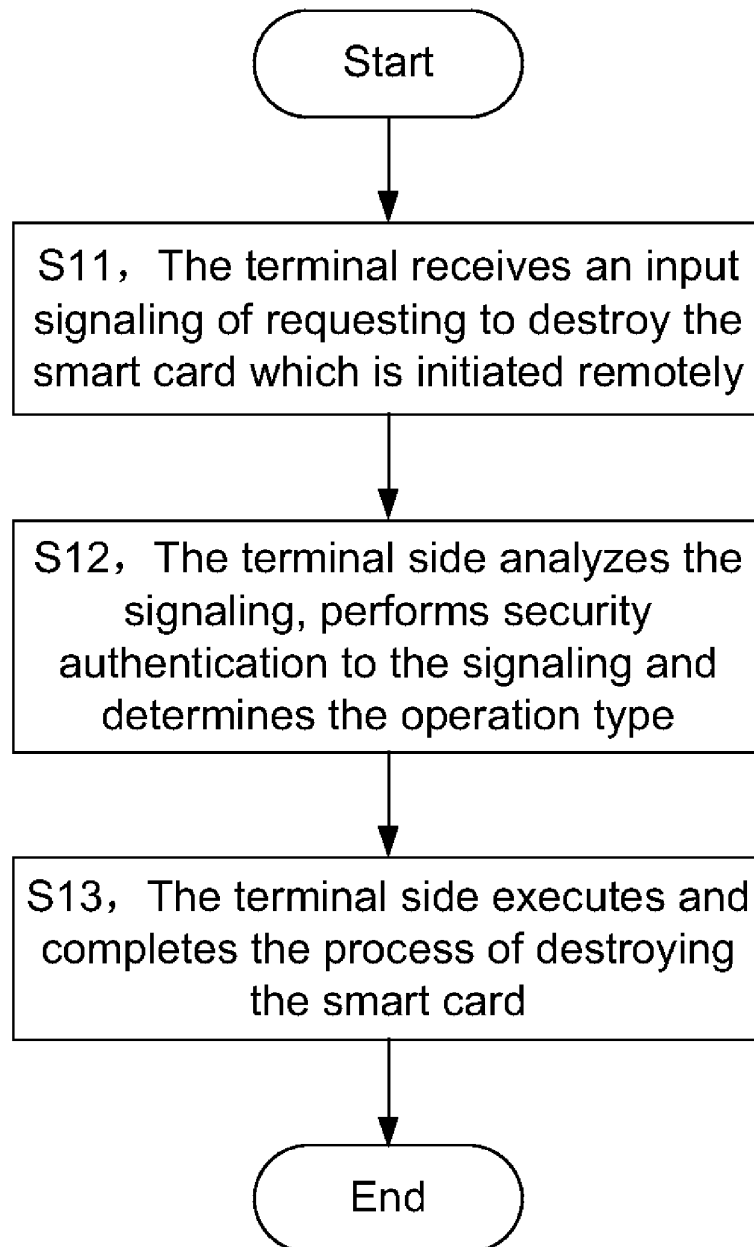 Start
S11，The terminal receives an input
signaling of requesting to destroy the
smart card which is initiated remotely
S12，The terminal side analyzes the
signaling, performs security
authentication to the signaling and
determines the operation type
S13，The terminal side executes and
completes the process of destroying
the smart card
End